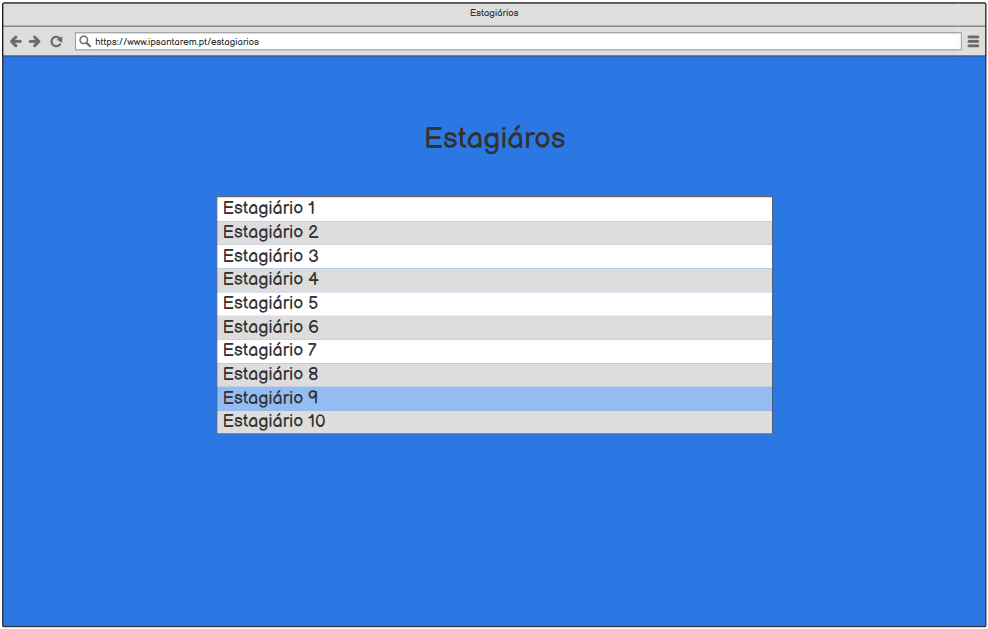 Estagiários
https://www.ipsantarem.pt/estagiarios
Estagiáros
Estagiário 1
Estagiário 2
Estagiário 3
Estagiário 4
Estagiário 5
Estagiário 6
Estagiário 7
Estagiário 8
Estagiário 9
Estagiário 10